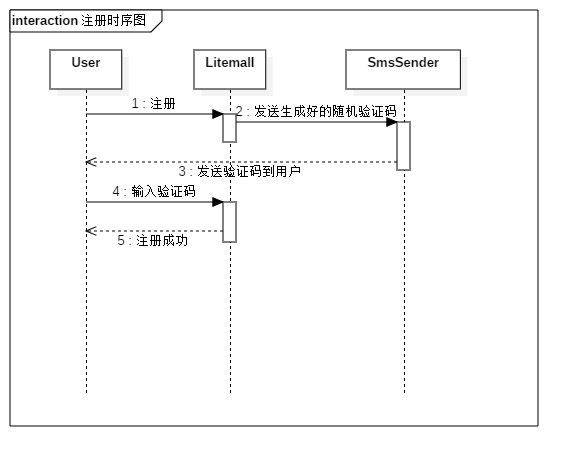 interaction 注册时序图
User
Litemall
SmsSender
1 : 注册
2 : 发送生成好的随机验证码
3 : 发送验证码到用户
4 : 输入验证码
5 : 注册成功